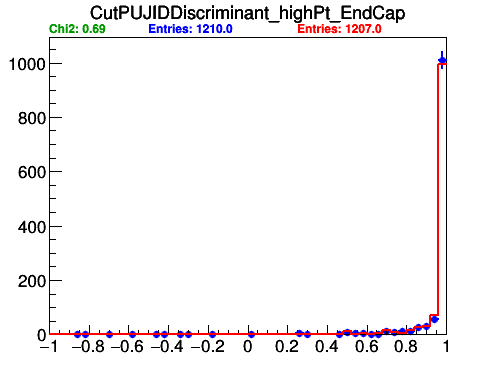 CutPUJIDDiscriminant_highPt_EndCap
Chi2: 0.69 Entries: 1210.0 Entries: 1207.0
1000
800
600
400
200
0
−1 −0.8 −0.6 −0.4 −0.2 0 0.2 0.4 0.6 0.8 1